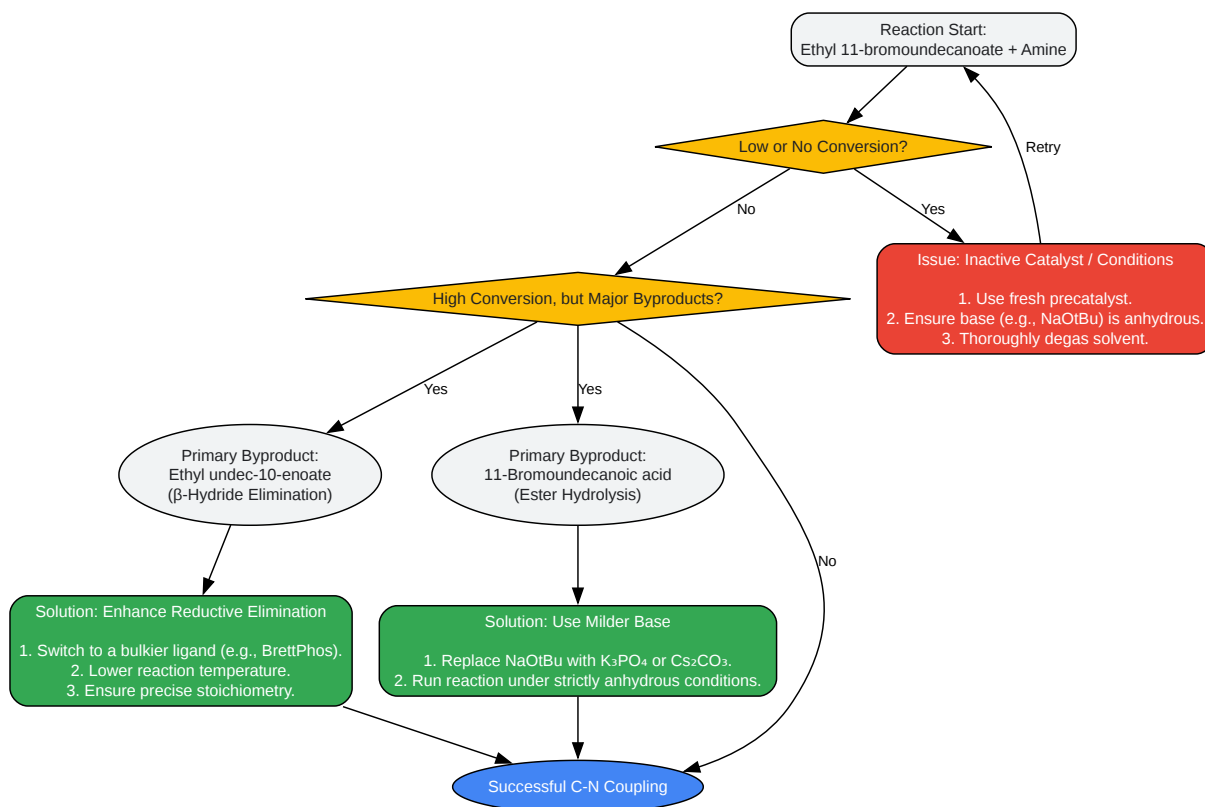 Reaction Start:
Ethyl 11-bromoundecanoate + Amine
Low or No Conversion?
Retry
No
Yes
Issue: Inactive Catalyst / Conditions
1. Use fresh precatalyst.
2. Ensure base (e.g., NaOtBu) is anhydrous.
3. Thoroughly degas solvent.
High Conversion, but Major Byproducts?
Yes
Yes
No
Primary Byproduct:
Ethyl undec-10-enoate
(β-Hydride Elimination)
Primary Byproduct:
11-Bromoundecanoic acid
(Ester Hydrolysis)
Solution: Enhance Reductive Elimination
1. Switch to a bulkier ligand (e.g., BrettPhos).
2. Lower reaction temperature.
3. Ensure precise stoichiometry.
Solution: Use Milder Base
1. Replace NaOtBu with K₃PO₄ or Cs₂CO₃.
2. Run reaction under strictly anhydrous conditions.
Successful C-N Coupling